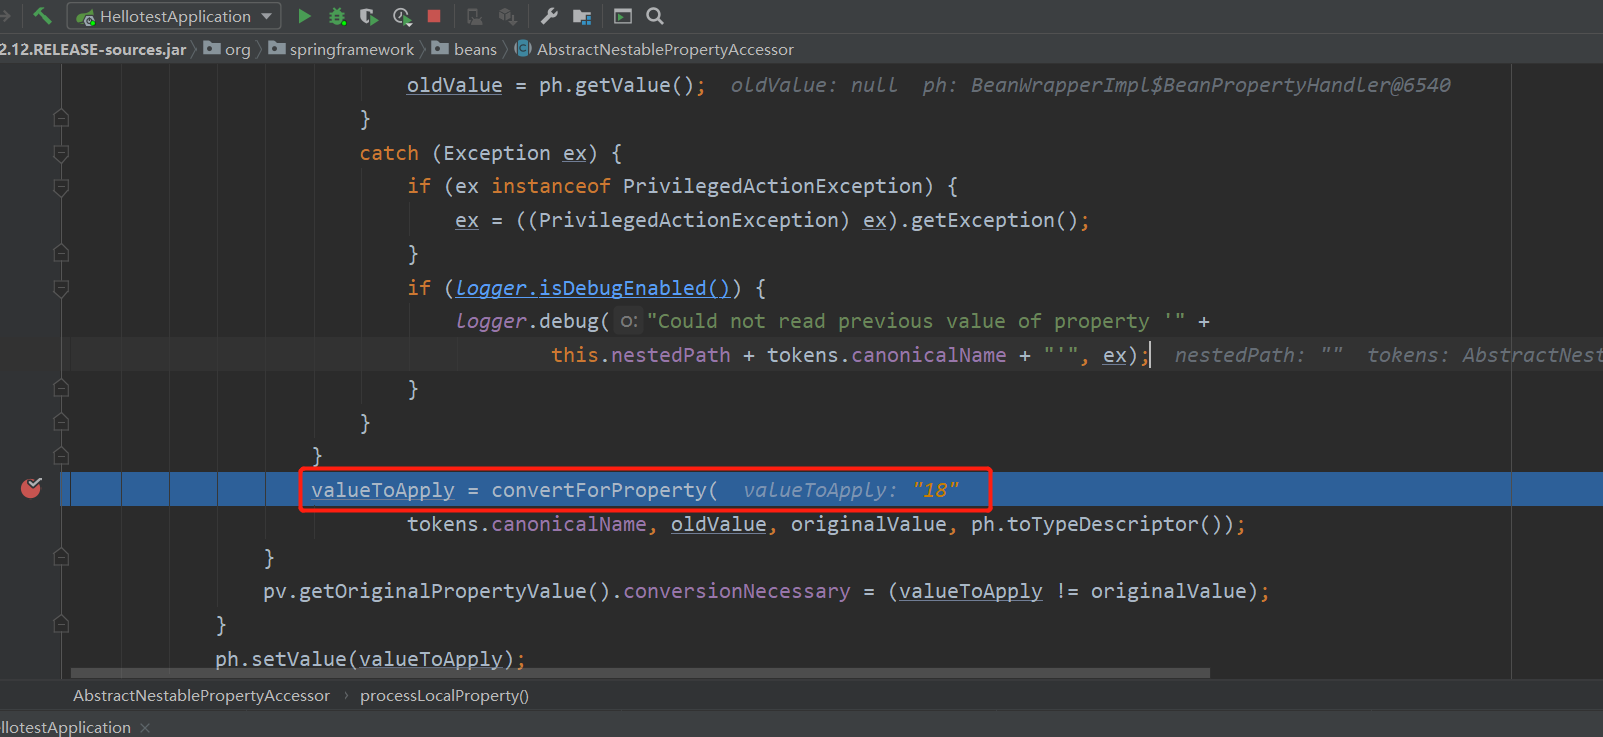 HellotestApplication
2.12.RELEASE-sources.jar org springframework beans AbstractNestablePropertyAccessor
oldValue = ph.getValue(); oldValue: null ph: BeanWrapperImpl$BeanPropertyHandler@6540
}
catch (Exception ex) {
if (ex instanceof PrivilegedActionException) {
ex = ((PrivilegedActionException) ex).getException();
}
if (logger.isDebugEnabled()) {
logger.debug( o: "Could not read previous value of property '" +
this.nestedPath + tokens.canonicalName + "'", ex); nestedPath: "" tokens: AbstractNest
}
}
}
valueToApply = convertForProperty( valueToApply: "18"
tokens.canonicalName, oldValue, originalValue, ph.toTypeDescriptor());
}
pv.getOriginalPropertyValue().conversionNecessary = (valueToApply != originalValue);
}
ph.setValue(valueToApply);
AbstractNestablePropertyAccessor › processLocalProperty()
llotestApplication ×